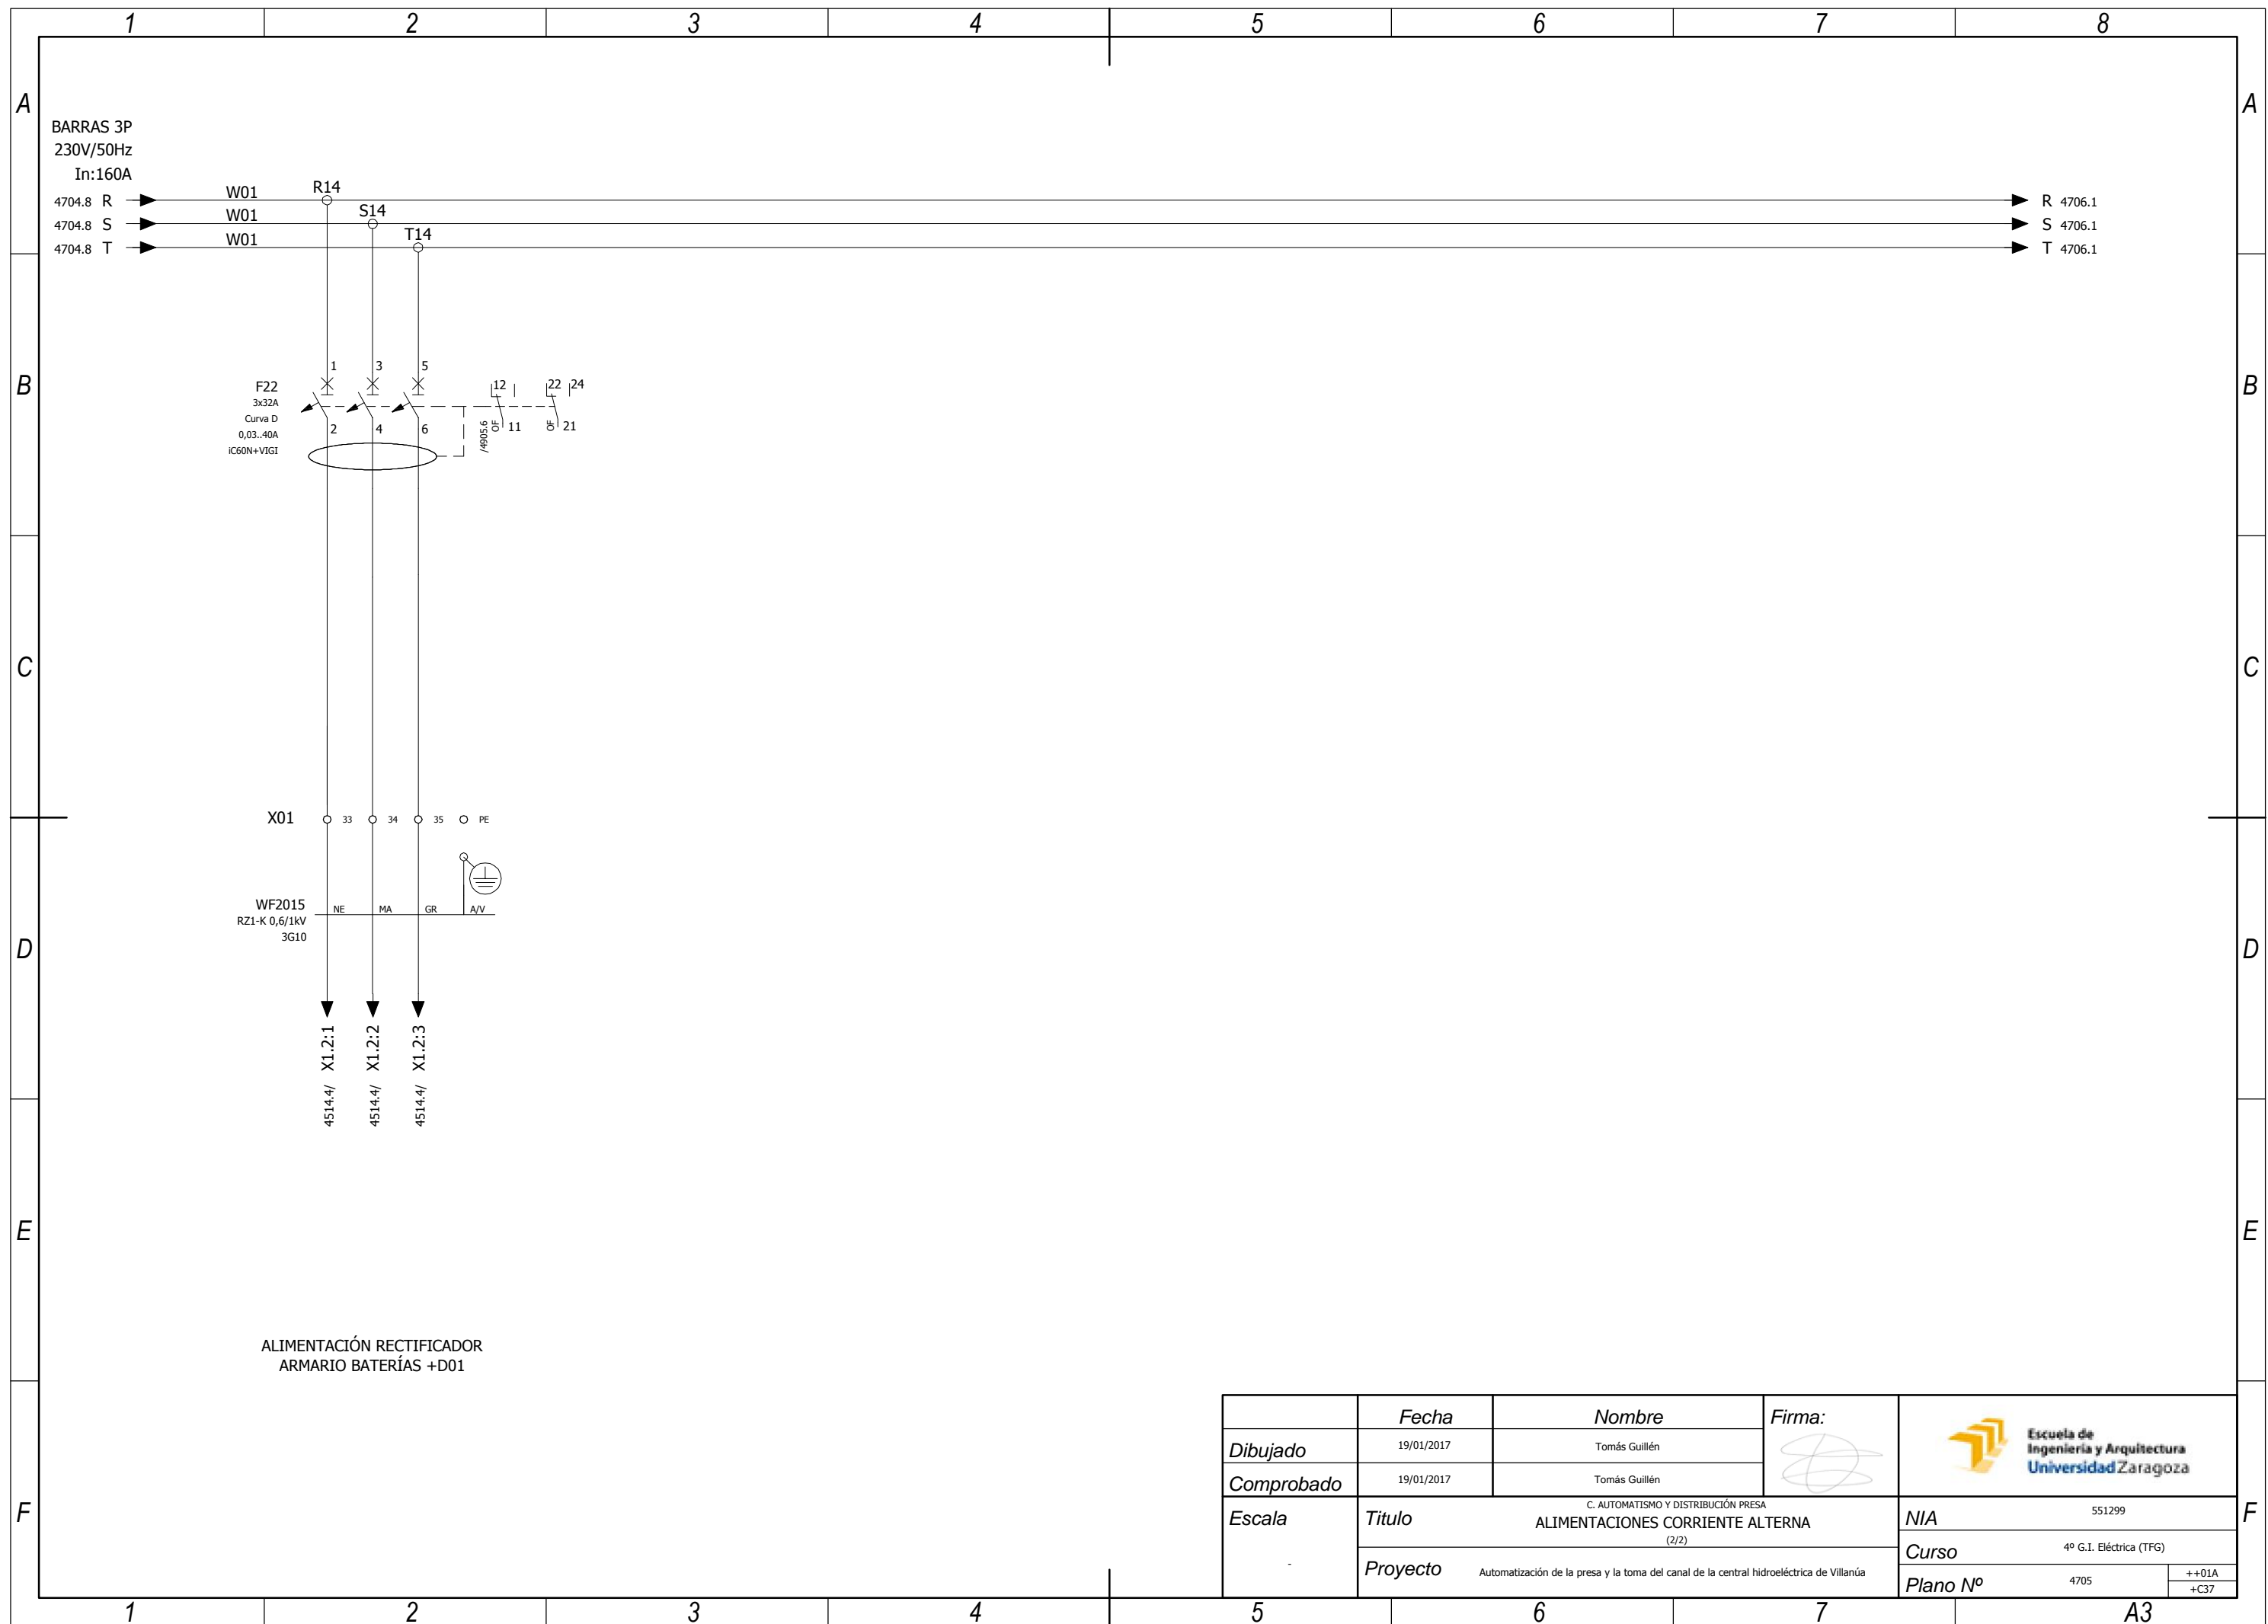 1 2 3 4 5 6 7 8
A A
BARRAS 3P
230V/50Hz
In:160A
4704.8 R W01 R14 R 4706.1
4704.8 S W01 S14 S 4706.1
4704.8 T W01 T14 T 4706.1
B B
F22
3x32A
Curva D
0,03..40A
iC60N+VIGI
1 3 5
2 4 6
12
OF 11
/4905.6
22 24
OF 21
C C
X01 33 34 35 PE
WF2015
RZ1-K 0,6/1kV
3G10
NE MA GR A/V
D D
4514.4/ X1.2:1
4514.4/ X1.2:2
4514.4/ X1.2:3
E E
ALIMENTACIÓN RECTIFICADOR
ARMARIO BATERÍAS +D01
F F
Fecha Nombre Firma:
Dibujado 19/01/2017 Tomás Guillén
Comprobado 19/01/2017 Tomás Guillén
Escuela de
Ingeniería y Arquitectura
Universidad Zaragoza
Escala
-
Titulo
C. AUTOMATISMO Y DISTRIBUCIÓN PRESA
ALIMENTACIONES CORRIENTE ALTERNA
(2/2)
Proyecto Automatización de la presa y la toma del canal de la central hidroeléctrica de Villanúa
NIA 551299
Curso 4º G.I. Eléctrica (TFG)
Plano Nº 4705
++01A
+C37
1 2 3 4 5 6 7 A3